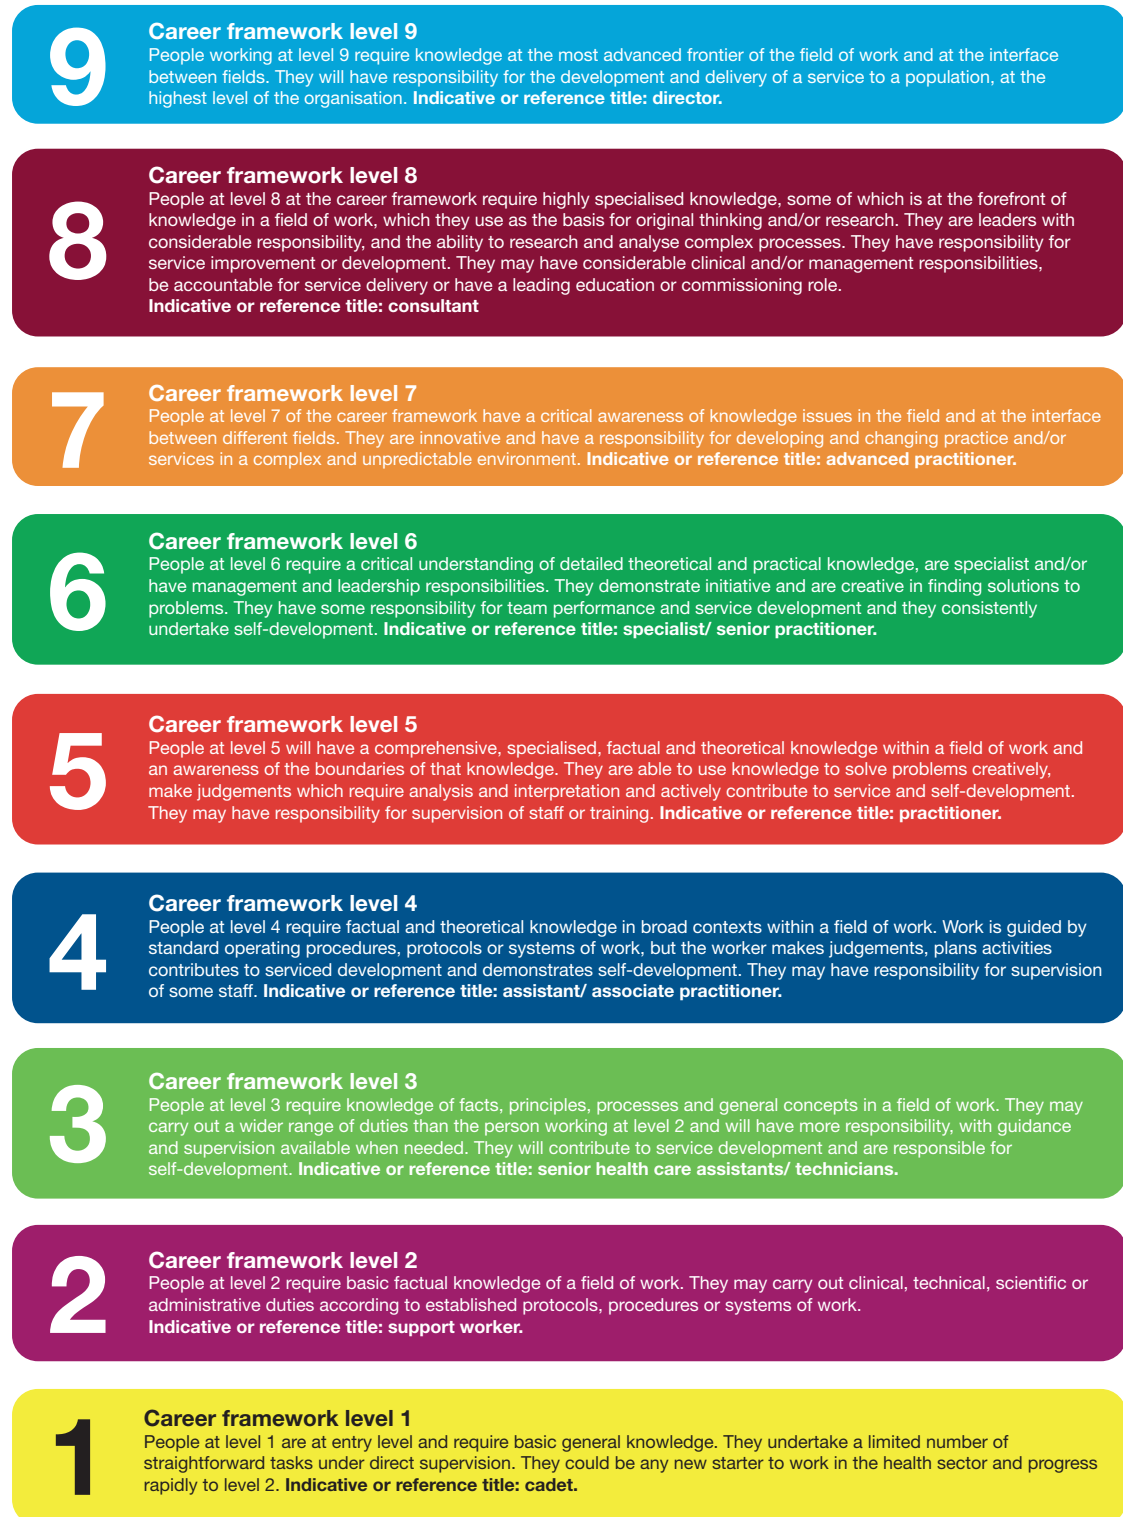 9
Career framework level 9
People working at level 9 require knowledge at the most advanced frontier of the field of work and at the interface
between fields. They will have responsibility for the development and delivery of a service to a population, at the
highest level of the organisation. Indicative or reference title: director.
8
Career framework level 8
People at level 8 at the career framework require highly specialised knowledge, some of which is at the forefront of
knowledge in a field of work, which they use as the basis for original thinking and/or research. They are leaders with
considerable responsibility, and the ability to research and analyse complex processes. They have responsibility for
service improvement or development. They may have considerable clinical and/or management responsibilities,
be accountable for service delivery or have a leading education or commissioning role.
Indicative or reference title: consultant
7
Career framework level 7
People at level 7 of the career framework have a critical awareness of knowledge issues in the field and at the interface
between different fields. They are innovative and have a responsibility for developing and changing practice and/or
services in a complex and unpredictable environment. Indicative or reference title: advanced practitioner.
6
Career framework level 6
People at level 6 require a critical understanding of detailed theoretical and practical knowledge, are specialist and/or
have management and leadership responsibilities. They demonstrate initiative and are creative in finding solutions to
problems. They have some responsibility for team performance and service development and they consistently
undertake self-development. Indicative or reference title: specialist/ senior practitioner.
5
Career framework level 5
People at level 5 will have a comprehensive, specialised, factual and theoretical knowledge within a field of work and
an awareness of the boundaries of that knowledge. They are able to use knowledge to solve problems creatively,
make judgements which require analysis and interpretation and actively contribute to service and self-development.
They may have responsibility for supervision of staff or training. Indicative or reference title: practitioner.
4
Career framework level 4
People at level 4 require factual and theoretical knowledge in broad contexts within a field of work. Work is guided by
standard operating procedures, protocols or systems of work, but the worker makes judgements, plans activities
contributes to serviced development and demonstrates self-development. They may have responsibility for supervision
of some staff. Indicative or reference title: assistant/ associate practitioner.
3
Career framework level 3
People at level 3 require knowledge of facts, principles, processes and general concepts in a field of work. They may
carry out a wider range of duties than the person working at level 2 and will have more responsibility, with guidance
and supervision available when needed. They will contribute to service development and are responsible for
self-development. Indicative or reference title: senior health care assistants/ technicians.
2
Career framework level 2
People at level 2 require basic factual knowledge of a field of work. They may carry out clinical, technical, scientific or
administrative duties according to established protocols, procedures or systems of work.
Indicative or reference title: support worker.
1
Career framework level 1
People at level 1 are at entry level and require basic general knowledge. They undertake a limited number of
straightforward tasks under direct supervision. They could be any new starter to work in the health sector and progress
rapidly to level 2. Indicative or reference title: cadet.